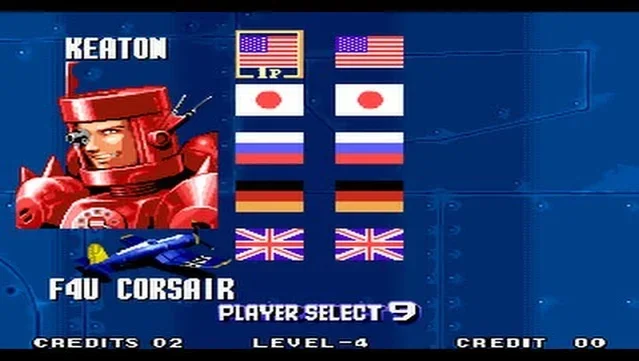 KEATON
1P
F4U CORSAIR
PLAYER SELECT 9
CREDITS 02 LEVEL-4 CREDIT 00